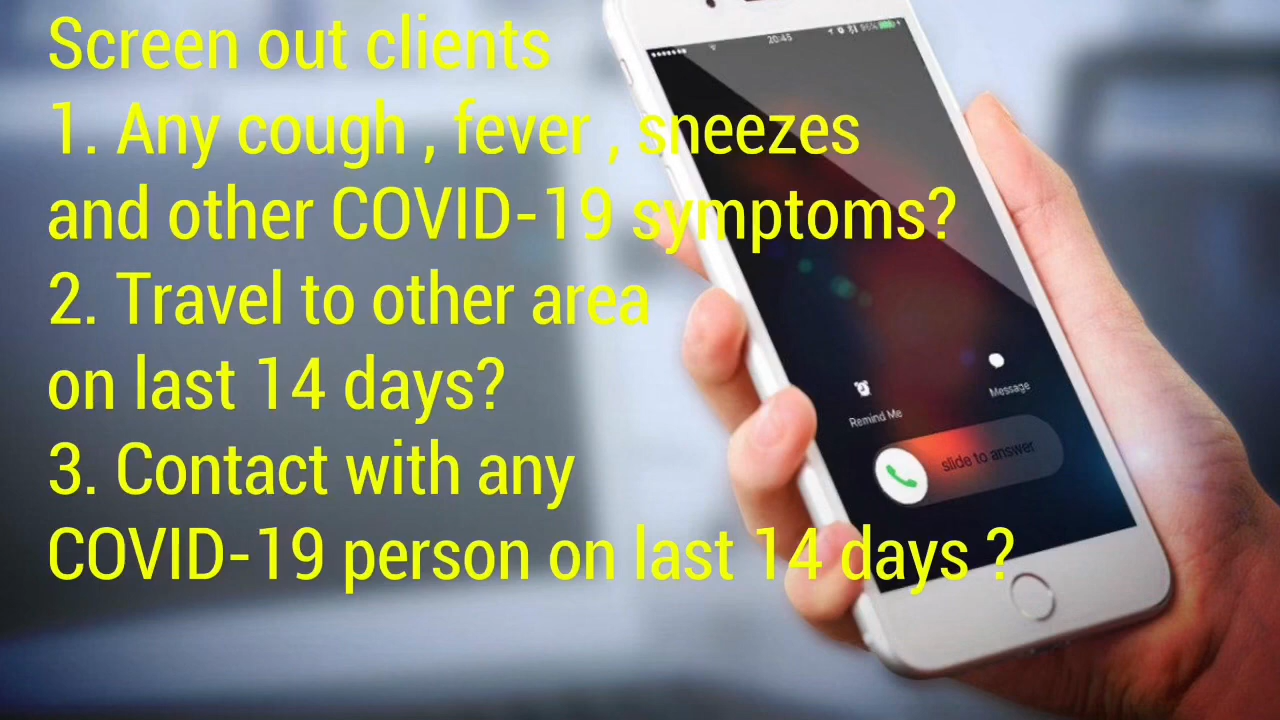 Screen out clients
1. Any cough , fever , sneezes
and other COVID-19 symptoms?
2. Travel to other area
on last 14 days?
3. Contact with any
COVID-19 person on last 14 days ?
20:45
Remind Me
Message
slide to answer